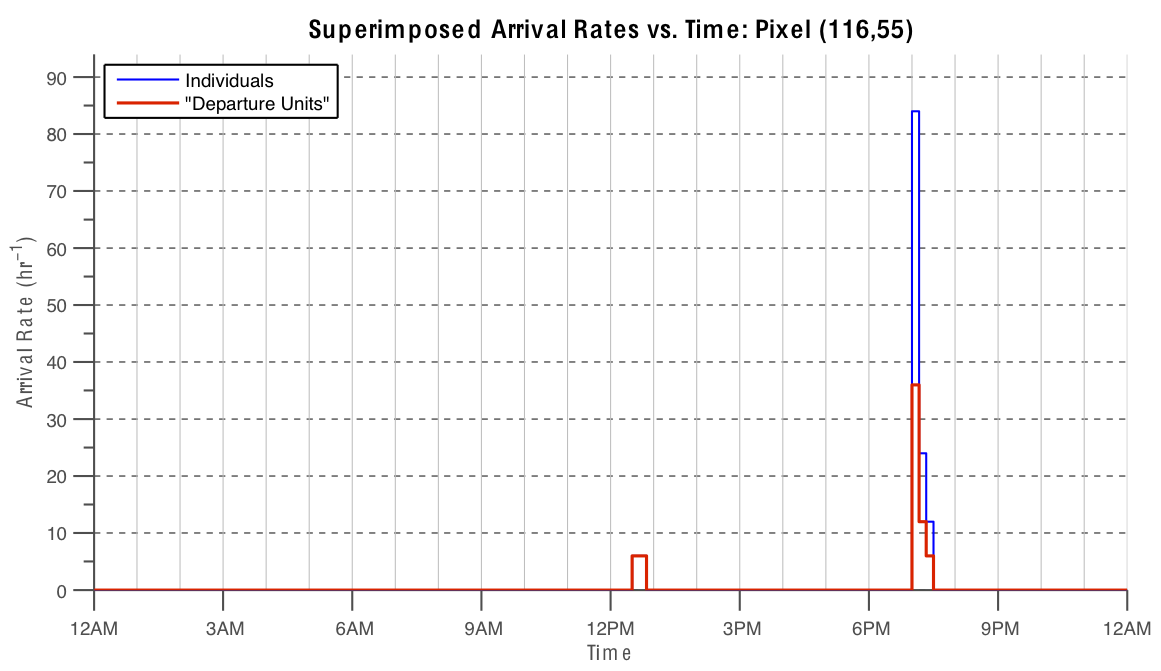 Superimposed Arrival Rates vs. Time: Pixel (116,55)
Individuals
"Departure Units"
90
80
70
60
50
40
30
20
10
0
Arrival Rate (hr⁻¹)
12AM 3AM 6AM 9AM 12PM 3PM 6PM 9PM 12AM
Time